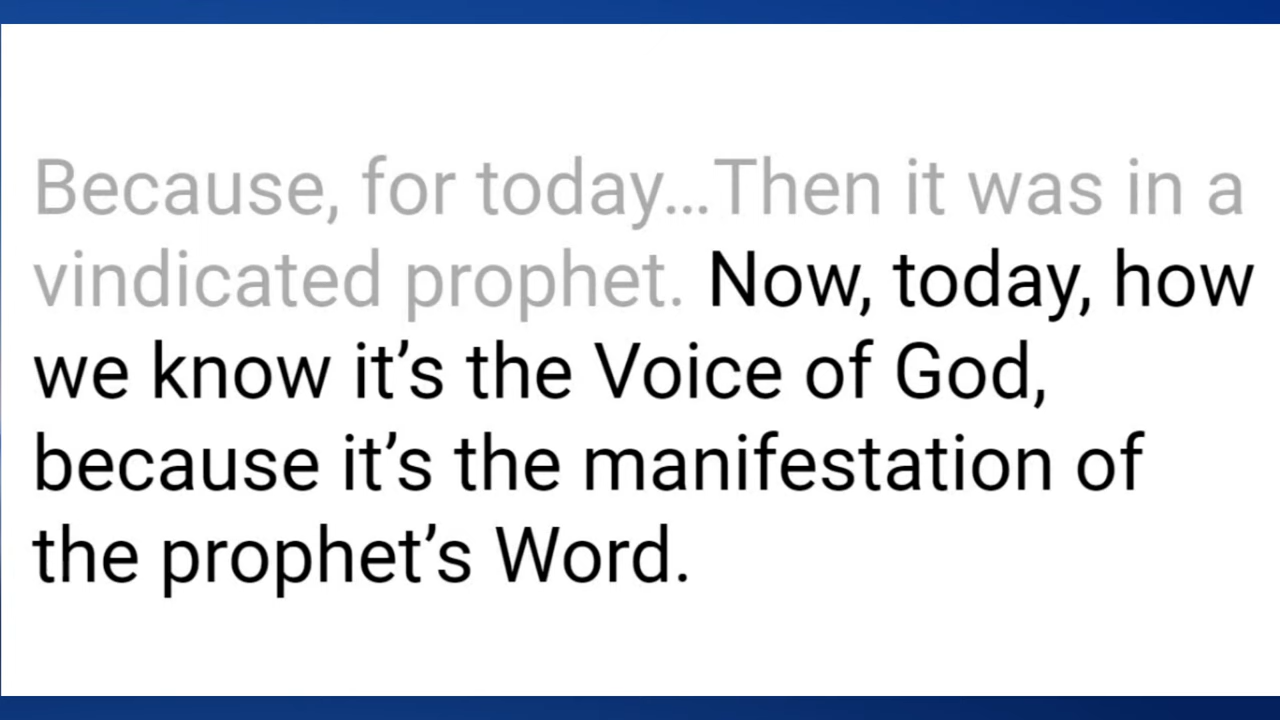 Because, for today…Then it was in a
vindicated prophet. Now, today, how
we know it’s the Voice of God,
because it’s the manifestation of
the prophet’s Word.